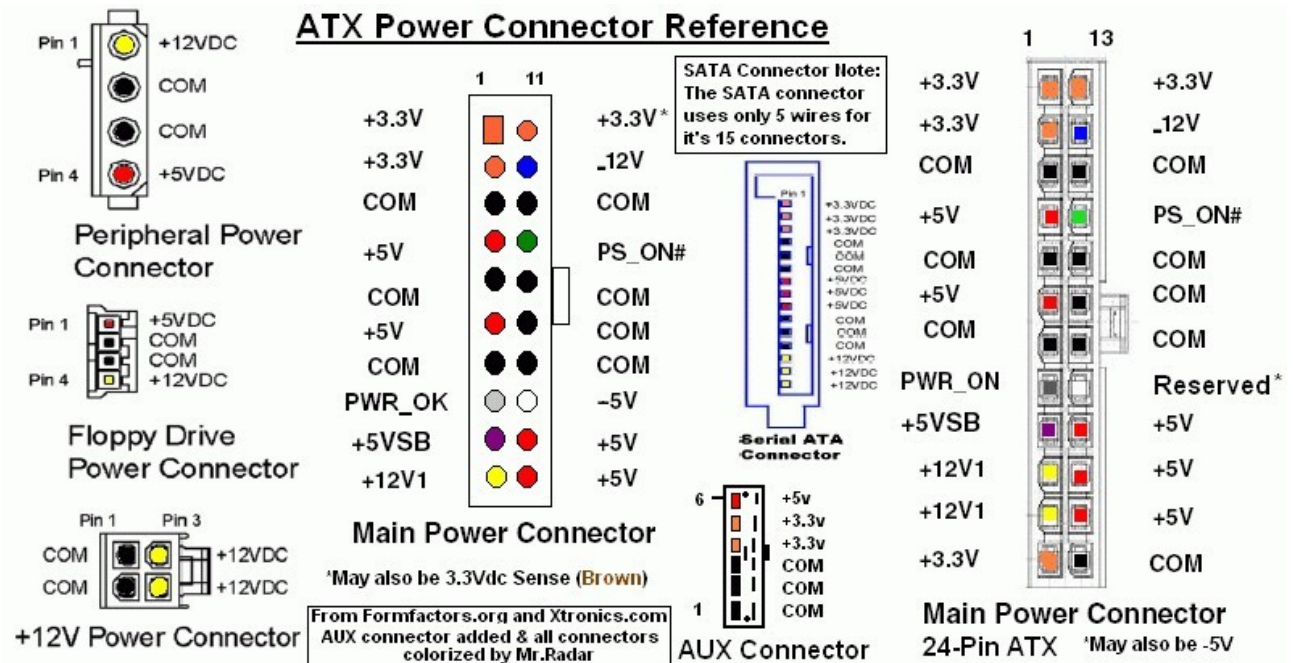 ATX Power Connector Reference
Pin 1 +12VDC
COM
COM
Pin 4 +5VDC
Peripheral Power
Connector
Pin 1 +5VDC
COM
COM
Pin 4 +12VDC
Floppy Drive
Power Connector
Pin 1 Pin 3
COM +12VDC
COM +12VDC
+12V Power Connector
1 11
+3.3V +3.3V*
+3.3V -12V
COM COM
+5V PS_ON#
COM COM
+5V COM
COM COM
PWR_OK -5V
+5VSB +5V
+12V1 +5V
Main Power Connector
*May also be 3.3Vdc Sense (Brown)
From Formfactors.org and Xtronics.com
AUX connector added & all connectors
colorized by Mr.Radar
SATA Connector Note:
The SATA connector
uses only 5 wires for
it's 15 connectors.
Pin 1
+3.3VDC
+3.3VDC
+3.3VDC
COM
COM
COM
+5VDC
+5VDC
+5VDC
COM
COM
COM
+12VDC
+12VDC
+12VDC
Serial ATA
Connector
6 +5v
+3.3v
+3.3v
COM
COM
1 COM
AUX Connector
1 13
+3.3V +3.3V
+3.3V -12V
COM COM
+5V PS_ON#
COM COM
+5V COM
COM COM
PWR_ON Reserved*
+5VSB +5V
+12V1 +5V
+12V1 +5V
+3.3V COM
Main Power Connector
24-Pin ATX *May also be -5V